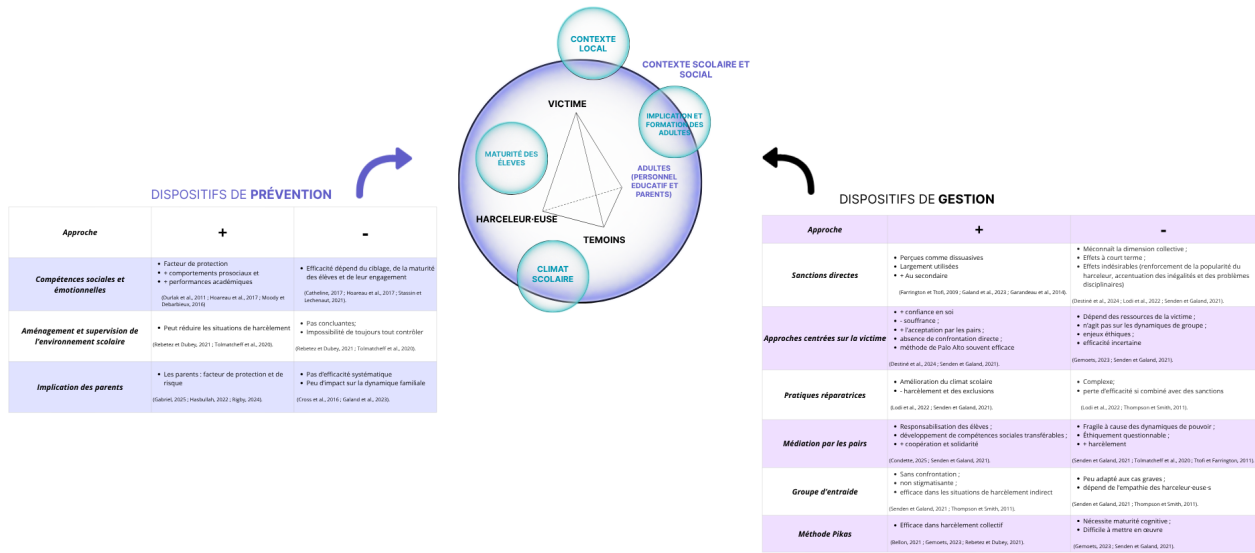 CONTEXTE
LOCAL
CONTEXTE SCOLAIRE ET
SOCIAL
VICTIME
IMPLICATION ET
FORMATION DES
ADULTES
MATURITÉ DES
ÉLEVES
ADULTES
(PERSONNEL
EDUCATIF ET
PARENTS)
HARCELEUR·EUSE
TEMOINS
CLIMAT
SCOLAIRE
DISPOSITIFS DE PRÉVENTION
Approche + -
Compétences sociales et
émotionnelles
• Facteur de protection
• + comportements prosociaux et
• + performances académiques
(Durlak et al., 2011 ; Hoareau et al., 2017 ; Moody et
Debarbieux, 2016)
• Efficacité dépend du ciblage, de la maturité
des élèves et de leur engagement
(Catheline, 2017 ; Hoareau et al., 2017 ; Stassin et
Lechenaut, 2021).
Aménagement et supervision de
l'environnement scolaire
• Peut réduire les situations de harcèlement
(Rebetez et Dubey, 2021 ; Tolmatcheff et al., 2020).
• Pas concluantes;
• Impossibilité de toujours tout contrôler
(Rebetez et Dubey, 2021 ; Tolmatcheff et al., 2020).
Implication des parents
• Les parents : facteur de protection et de
risque
(Gabriel, 2025 ; Hasbullah, 2022 ; Rigby, 2024).
• Pas d'efficacité systématique
• Peu d'impact sur la dynamique familiale
(Cross et al., 2016 ; Galand et al., 2023).
DISPOSITIFS DE GESTION
Approche + -
Sanctions directes
• Perçues comme dissuasives
• Largement utilisées
• + Au secondaire
(Farrington et Ttofi, 2009 ; Galand et al., 2023 ; Garandeau et al., 2014).
• Méconnaît la dimension collective ;
• Effets à court terme ;
• Effets indésirables (renforcement de la popularité du
harceleur, accentuation des inégalités et des problèmes
disciplinaires)
(Destiné et al., 2024 ; Lodi et al., 2022 ; Senden et Galand, 2021).
Approches centrées sur la victime
• + confiance en soi
• - souffrance ;
• + l'acceptation par les pairs ;
• absence de confrontation directe ;
• méthode de Palo Alto souvent efficace
(Destiné et al., 2024 ; Senden et Galand, 2021).
• Dépend des ressources de la victime ;
• n'agit pas sur les dynamiques de groupe ;
• enjeux éthiques ;
• efficacité incertaine
(Gemoets, 2023 ; Senden et Galand, 2021).
Pratiques réparatrices
• Amélioration du climat scolaire
• - harcèlement et des exclusions
(Lodi et al., 2022 ; Senden et Galand, 2021).
• Complexe;
• perte d'efficacité si combiné avec des sanctions
(Lodi et al., 2022 ; Thompson et Smith, 2011).
Médiation par les pairs
• Responsabilisation des élèves ;
• développement de compétences sociales transférables ;
• + coopération et solidarité
(Condette, 2025 ; Senden et Galand, 2021).
• Fragile à cause des dynamiques de pouvoir ;
• Éthiquement questionnable ;
• + harcèlement
(Senden et Galand, 2021 ; Tolmatcheff et al., 2020 ; Ttofi et Farrington, 2011).
Groupe d'entraide
• Sans confrontation ;
• non stigmatisante ;
• efficace dans les situations de harcèlement indirect
(Senden et Galand, 2021 ; Thompson et Smith, 2011).
• Peu adapté aux cas graves ;
• dépend de l'empathie des harceleur·euse·s
(Senden et Galand, 2021 ; Thompson et Smith, 2011).
Méthode Pikas
• Efficace dans harcèlement collectif
(Bellon, 2021 ; Gemoets, 2023 ; Rebetez et Dubey, 2021).
• Nécessite maturité cognitive ;
• Difficile à mettre en œuvre
(Gemoets, 2023 ; Senden et Galand, 2021).